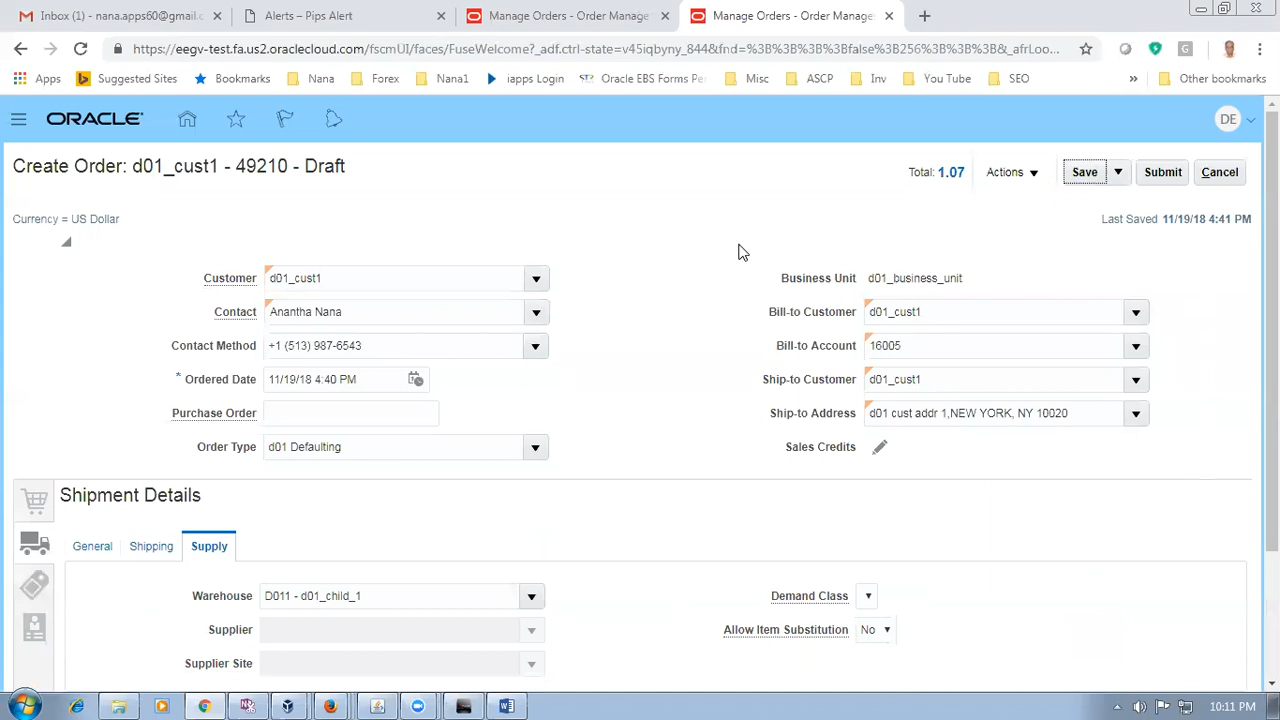 Inbox (1) - nana.apps60@gmail.c
Alerts – Pips Alert
Manage Orders - Order Manage
Manage Orders - Order Manage
https://eegv-test.fa.us2.oraclecloud.com/fscmUI/faces/FuseWelcome?_adf.ctrl-state=v45iqbyny_844&fnd=%3B%3B%3B%3Bfalse%3B256%3B%3B%3B&_afrLoo...
Apps
Suggested Sites
Bookmarks
Nana
Forex
Nana1
iapps Login
Oracle EBS Forms Pe
Misc
ASCP
Inv
You Tube
SEO
»
Other bookmarks
ORACLE
DE
Create Order: d01_cust1 - 49210 - Draft
Total: 1.07
Actions
Save
Submit
Cancel
Currency = US Dollar
Last Saved 11/19/18 4:41 PM
Customer d01_cust1
Business Unit d01_business_unit
Contact Anantha Nana
Bill-to Customer d01_cust1
Contact Method +1 (513) 987-6543
Bill-to Account 16005
* Ordered Date 11/19/18 4:40 PM
Ship-to Customer d01_cust1
Purchase Order
Ship-to Address d01 cust addr 1,NEW YORK, NY 10020
Order Type d01 Defaulting
Sales Credits
Shipment Details
General
Shipping
Supply
Warehouse D011 - d01_child_1
Demand Class
Supplier
Allow Item Substitution No
Supplier Site
10:11 PM